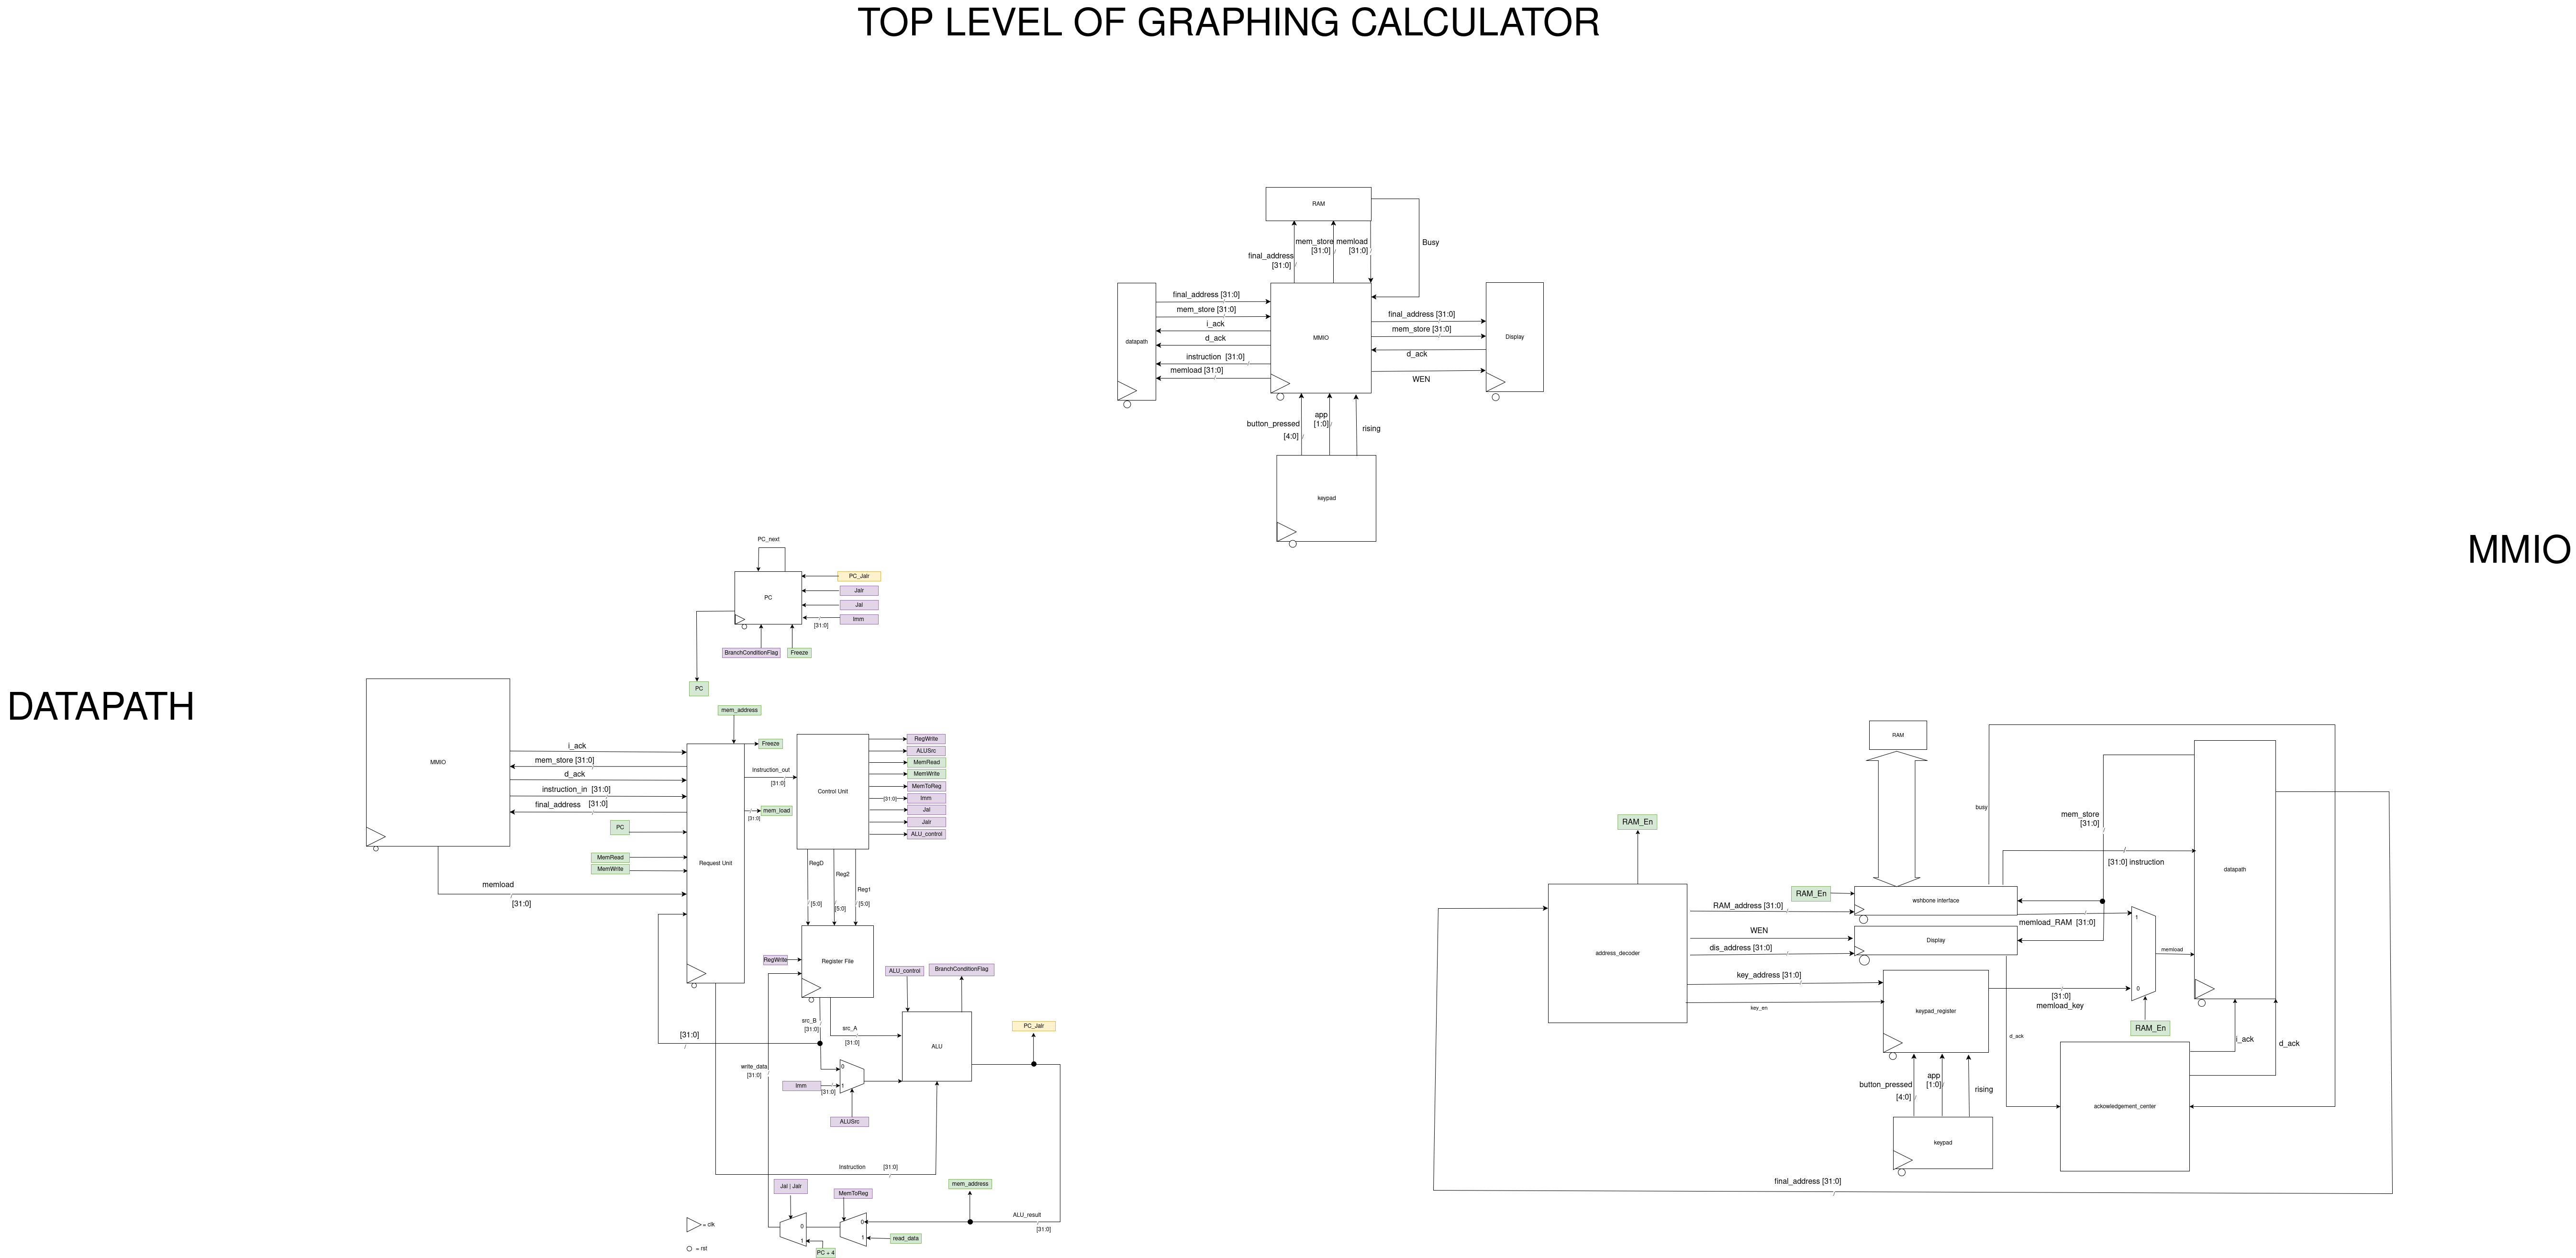 TOP LEVEL OF GRAPHING CALCULATOR
RAM
mem_store
[31:0]
memload
[31:0]
Busy
final_address
[31:0]
final_address [31:0]
mem_store [31:0]
i_ack
d_ack
instruction [31:0]
memload [31:0]
datapath
MMIO
final_address [31:0]
mem_store [31:0]
d_ack
WEN
Display
button_pressed
[4:0]
app
[1:0]
rising
keypad
DATAPATH
PC_next
PC
PC_Jalr
Jalr
Jal
Imm
[31:0]
BranchConditionFlag
Freeze
PC
mem_address
MMIO
i_ack
mem_store [31:0]
d_ack
instruction_in [31:0]
final_address [31:0]
PC
MemRead
MemWrite
memload
[31:0]
Request Unit
Freeze
Instruction_out
[31:0]
mem_load
[31:0]
Control Unit
RegWrite
ALUSrc
MemRead
MemWrite
MemToReg
[31:0]
Imm
Jal
Jalr
ALU_control
RegD
Reg2
Reg1
[5:0]
[5:0]
[5:0]
RegWrite
Register File
ALU_control
BranchConditionFlag
src_B
[31:0]
src_A
[31:0]
ALU
PC_Jalr
[31:0]
write_data
[31:0]
0
1
Imm
[31:0]
ALUSrc
Instruction [31:0]
Jal | Jalr
MemToReg
mem_address
ALU_result
[31:0]
0
1
0
1
read_data
PC + 4
= clk
= rst
MMIO
RAM
busy
mem_store
[31:0]
[31:0] instruction
datapath
RAM_En
address_decoder
RAM_En
RAM_address [31:0]
wshbone interface
memload_RAM [31:0]
WEN
dis_address [31:0]
Display
1
0
memload
key_address [31:0]
key_en
keypad_register
[31:0]
memload_key
RAM_En
d_ack
i_ack
d_ack
button_pressed
[4:0]
app
[1:0]
rising
keypad
ackowledgement_center
final_address [31:0]